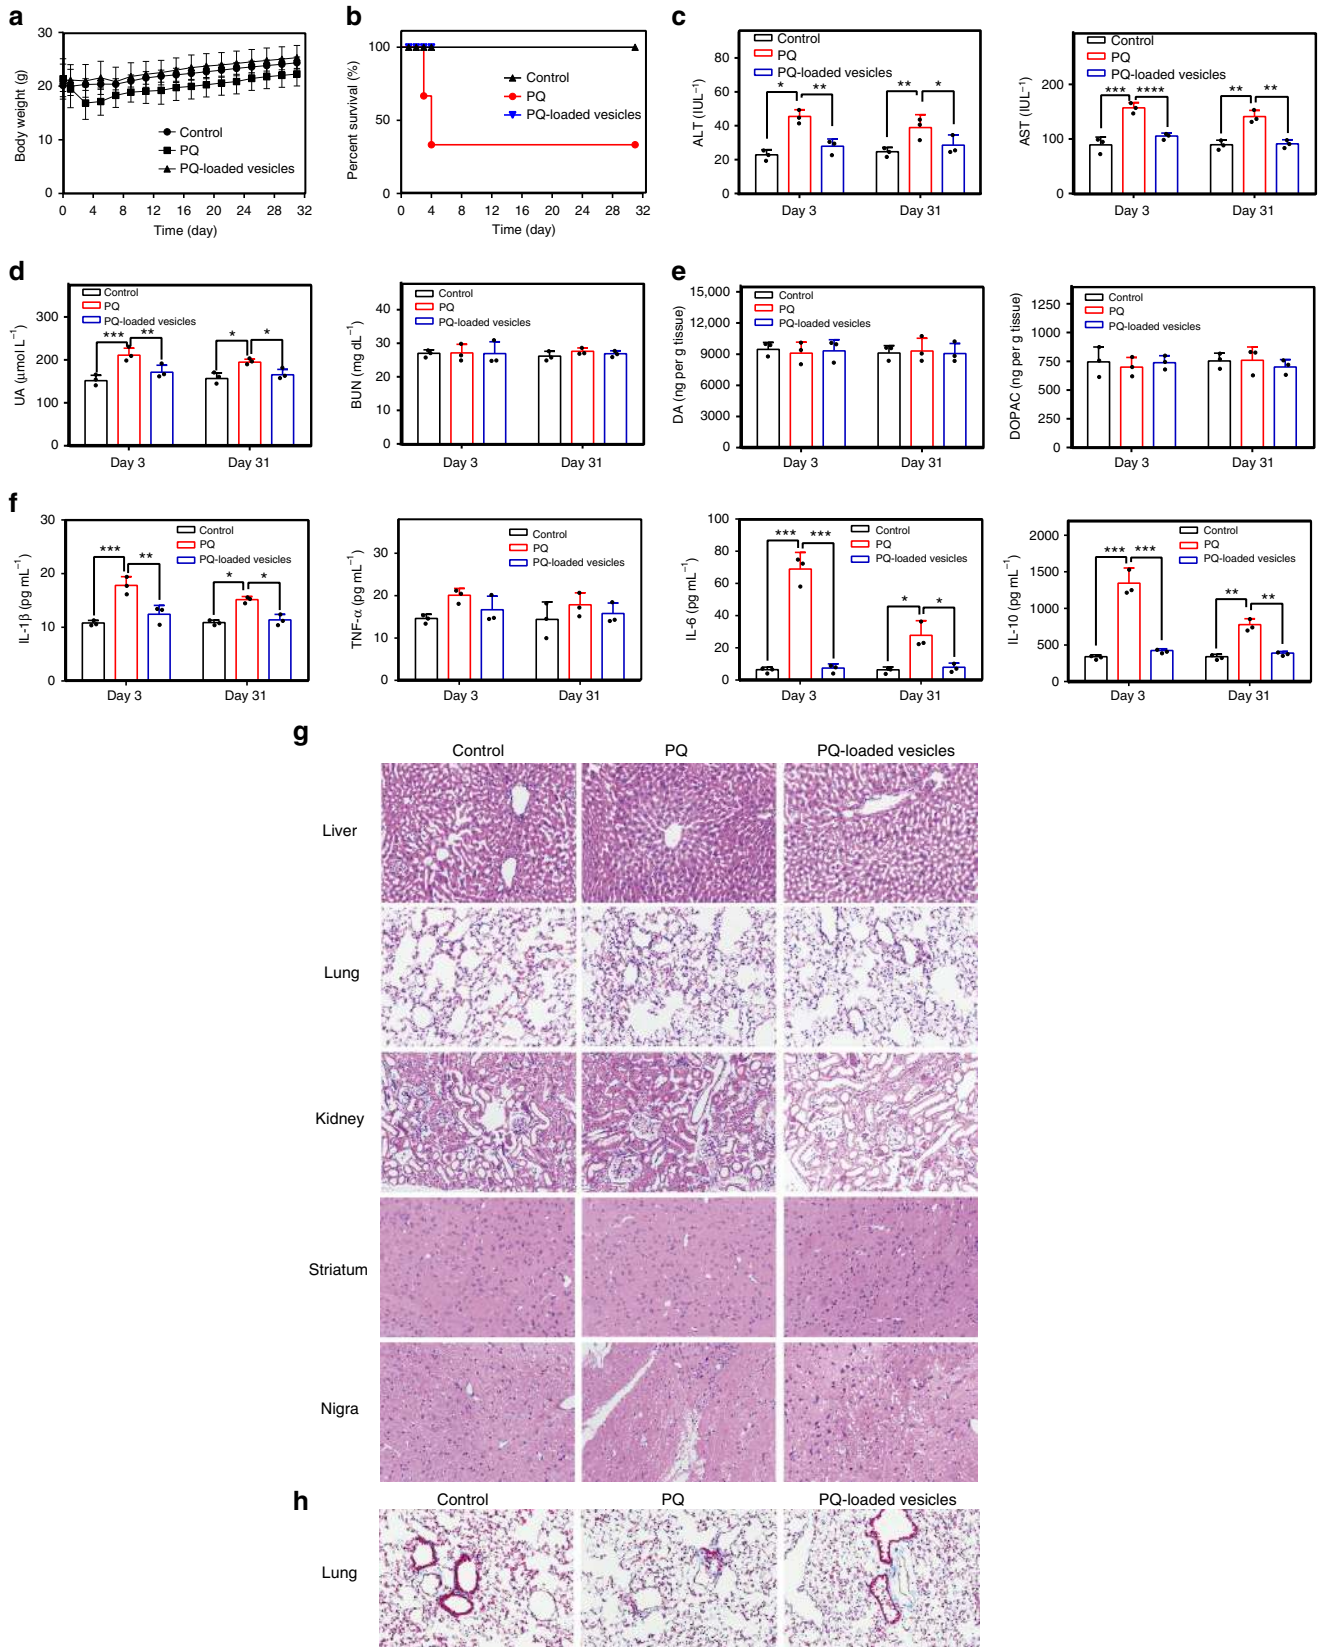 a
30
20
10
0
Body weight (g)
Control
PQ
PQ-loaded vesicles
0 4 8 12 16 20 24 28 32
Time (day)
b
100
50
0
Percent survival (%)
Control
PQ
PQ-loaded vesicles
0 4 8 12 16 20 24 28 32
Time (day)
c
80
60
40
20
0
ALT (IUL⁻¹)
Control
PQ
PQ-loaded vesicles
* ** ** *
Day 3 Day 31
200
100
0
AST (IUL⁻¹)
Control
PQ
PQ-loaded vesicles
*** **** ** **
Day 3 Day 31
d
300
200
100
0
UA (μmol L⁻¹)
Control
PQ
PQ-loaded vesicles
*** ** * *
Day 3 Day 31
40
30
20
10
0
BUN (mg dL⁻¹)
Control
PQ
PQ-loaded vesicles
Day 3 Day 31
e
15,000
12,000
9000
6000
3000
0
DA (ng per g tissue)
Control
PQ
PQ-loaded vesicles
Day 3 Day 31
1250
1000
750
500
250
0
DOPAC (ng per g tissue)
Control
PQ
PQ-loaded vesicles
Day 3 Day 31
f
30
20
10
0
IL-1β (pg mL⁻¹)
Control
PQ
PQ-loaded vesicles
*** ** * *
Day 3 Day 31
30
20
10
0
TNF-α (pg mL⁻¹)
Control
PQ
PQ-loaded vesicles
Day 3 Day 31
100
80
60
40
20
0
IL-6 (pg mL⁻¹)
Control
PQ
PQ-loaded vesicles
*** *** * *
Day 3 Day 31
2000
1500
1000
500
0
IL-10 (pg mL⁻¹)
Control
PQ
PQ-loaded vesicles
*** *** ** **
Day 3 Day 31
g
Control PQ PQ-loaded vesicles
Liver
Lung
Kidney
Striatum
Nigra
h
Control PQ PQ-loaded vesicles
Lung